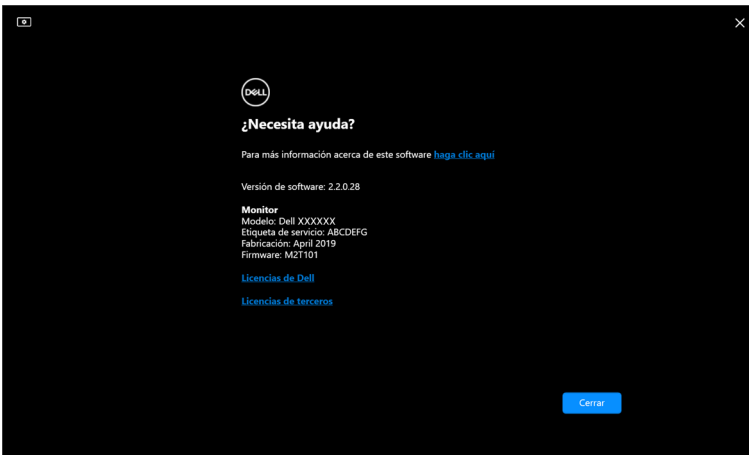 DELL
¿Necesita ayuda?
Para más información acerca de este software haga clic aquí
Versión de software: 2.2.0.28
Monitor
Modelo: Dell XXXXXX
Etiqueta de servicio: ABCDEFG
Fabricación: April 2019
Firmware: M2T101
Licencias de Dell
Licencias de terceros
Cerrar